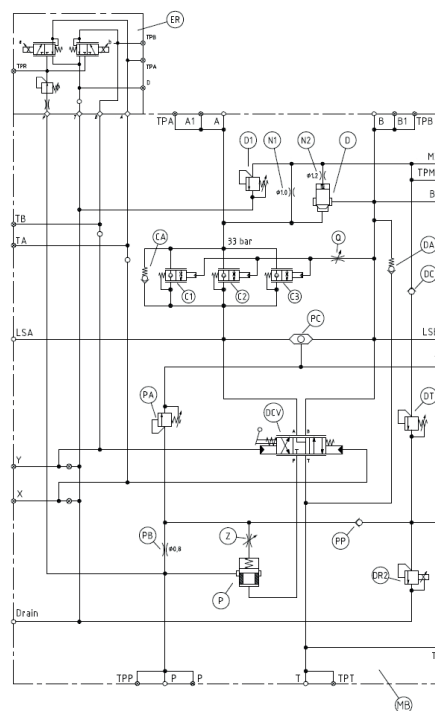 ER
TPB
TPR
TPA
D
TPA A1 A B B1 TPB
D1 N1 N2 D M
TPM
ø1,0 ø1,2
B
TB
TA
CA 33 bar Q DA
DC
C1 C2 C3
LSA PC LS
PA DCV DT
A B
P T
Y
X
PB ø0,8 Z PP
P DR2
Drain
T
TPP P P T TPT
MB